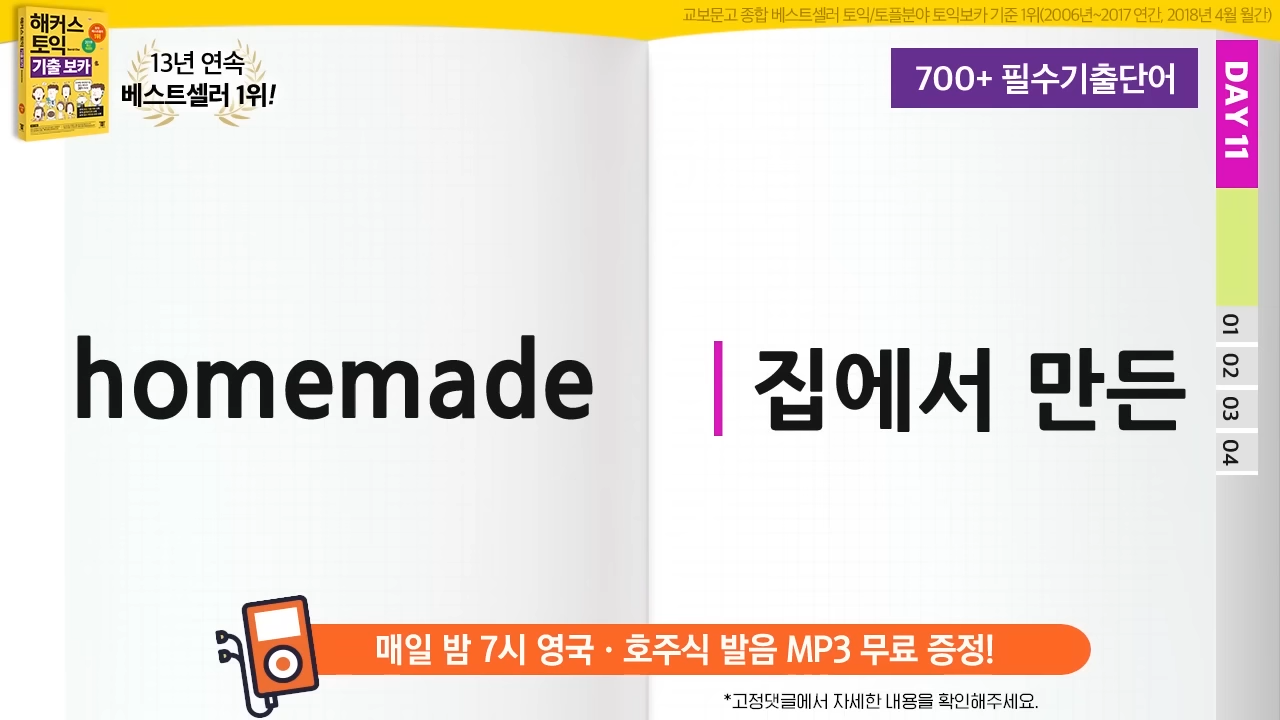 교보문고 종합 베스트셀러 토익/토플분야 토익보카 기준 1위(2006년~2017 연간, 2018년 4월 월간)
해커스
토익
기출 보카
13년 연속
베스트셀러 1위!
700+ 필수기출단어
DAY 11
homemade
집에서 만든
01
02
03
04
매일 밤 7시 영국·호주식 발음 MP3 무료 증정!
*고정댓글에서 자세한 내용을 확인해주세요.